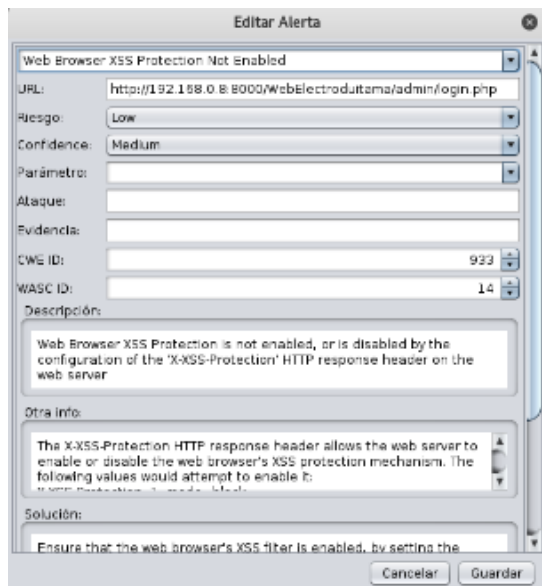 Editar Alerta
Web Browser XSS Protection Not Enabled
URL: http://192.168.0.8:8000/WebElectroduitama/admin/login.php
Riesgo: Low
Confidence: Medium
Parámetro:
Ataque:
Evidencia:
CWE ID: 933
WASC ID: 14
Descripción:
Web Browser XSS Protection is not enabled, or is disabled by the
configuration of the 'X-XSS-Protection' HTTP response header on the
web server
Otra info:
The X-XSS-Protection HTTP response header allows the web server to
enable or disable the web browser's XSS protection mechanism. The
following values would attempt to enable it:
Solución:
Ensure that the web browser's XSS filter is enabled, by setting the
Cancelar Guardar